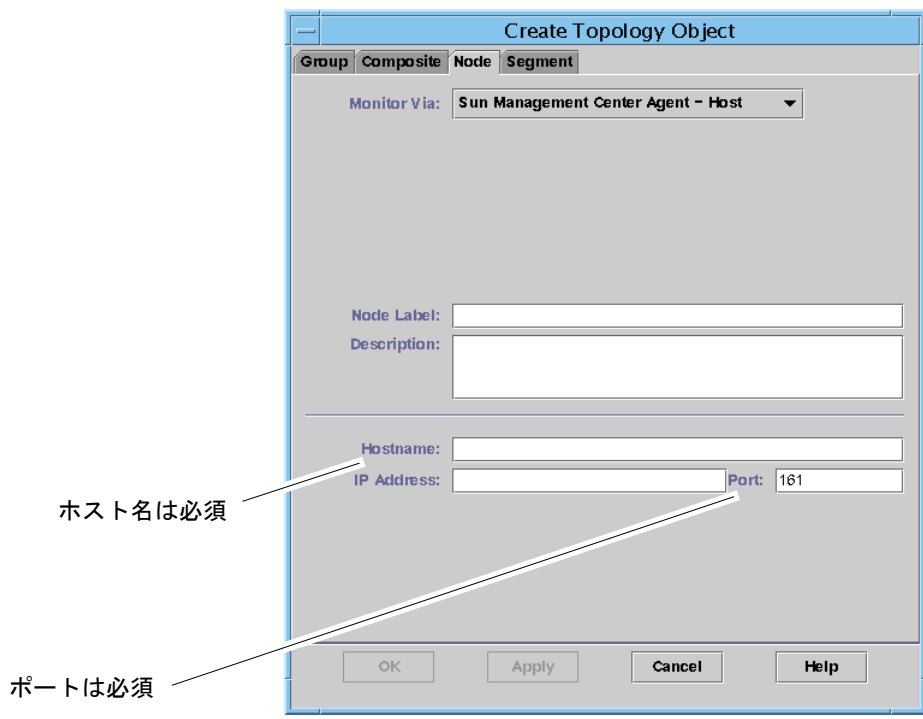 Create Topology Object
Group Composite Node Segment
Monitor Via: Sun Management Center Agent - Host
Node Label:
Description:
Hostname:
IP Address: Port: 161
ホスト名は必須
ポートは必須
OK Apply Cancel Help